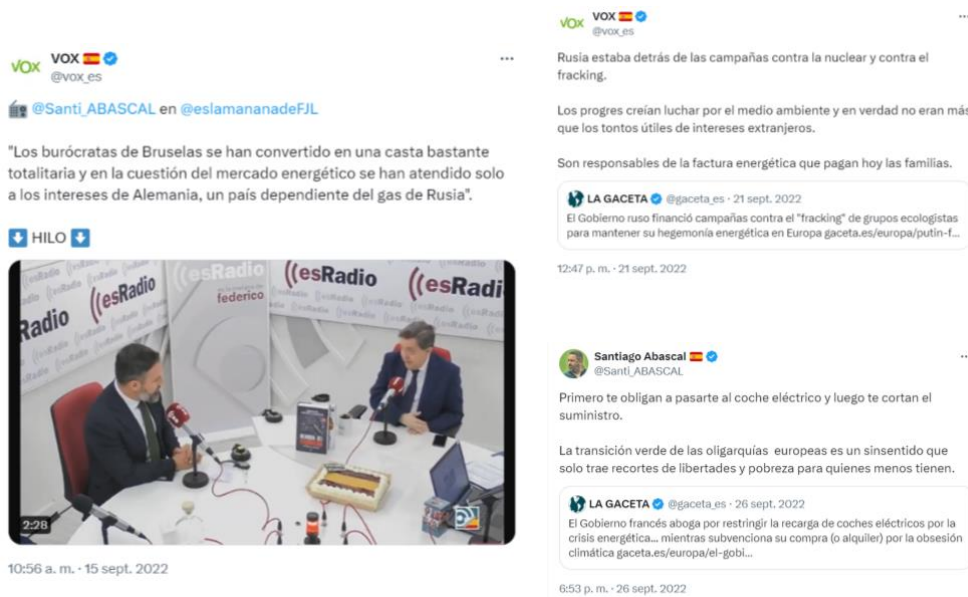 VOX
VOX
@vox_es
@Santi_ABASCAL en @eslamananadeFJL
"Los burócratas de Bruselas se han convertido en una casta bastante
totalitaria y en la cuestión del mercado energético se han atendido solo
a los intereses de Alemania, un país dependiente del gas de Rusia".
HILO
((esRadio
((esRadio
federico
((esRadi
Radio
2:28
10:56 a. m. · 15 sept. 2022
VOX
VOX
@vox_es
Rusia estaba detrás de las campañas contra la nuclear y contra el
fracking.
Los progres creían luchar por el medio ambiente y en verdad no eran más
que los tontos útiles de intereses extranjeros.
Son responsables de la factura energética que pagan hoy las familias.
LA GACETA @gaceta_es · 21 sept. 2022
El Gobierno ruso financió campañas contra el "fracking" de grupos ecologistas
para mantener su hegemonía energética en Europa gaceta.es/europa/putin-f...
12:47 p. m. · 21 sept. 2022
Santiago Abascal
@Santi_ABASCAL
Primero te obligan a pasarte al coche eléctrico y luego te cortan el
suministro.
La transición verde de las oligarquías europeas es un sinsentido que
solo trae recortes de libertades y pobreza para quienes menos tienen.
LA GACETA @gaceta_es · 26 sept. 2022
El Gobierno francés aboga por restringir la recarga de coches eléctricos por la
crisis energética... mientras subvenciona su compra (o alquiler) por la obsesión
climática gaceta.es/europa/el-gobi...
6:53 p. m. · 26 sept. 2022